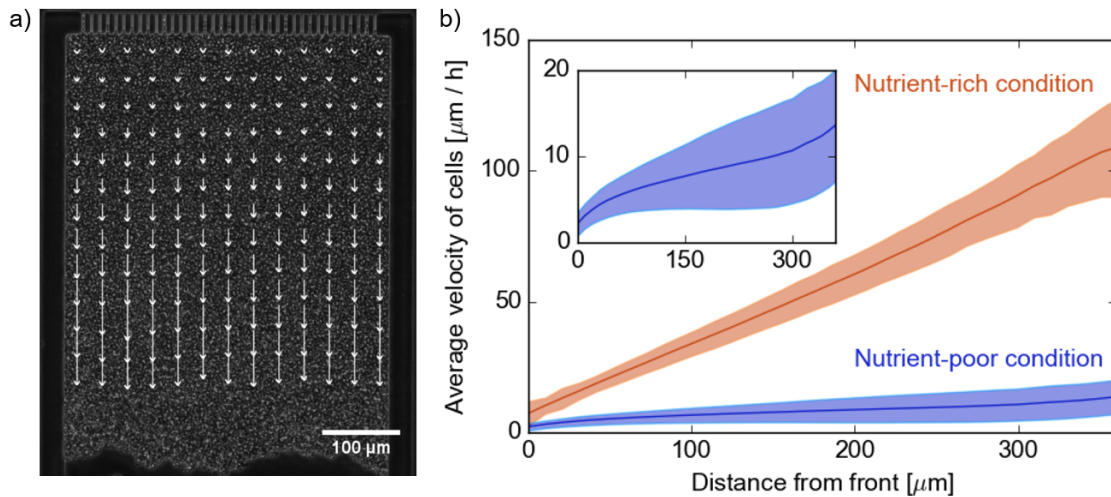 a)
100 µm
b)
Average velocity of cells [µm / h]
150
100
50
0
20
10
0
0
150
300
Nutrient-rich condition
Nutrient-poor condition
0
100
200
300
Distance from front [µm]